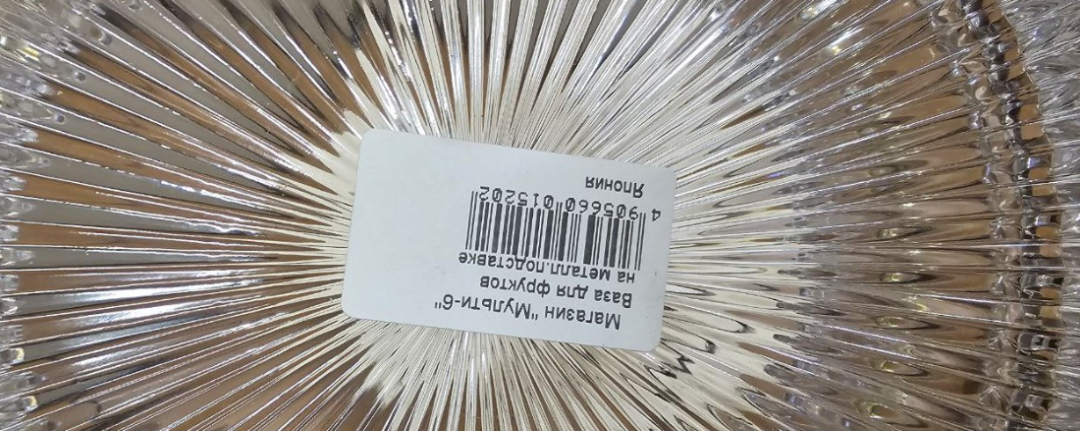 Магазин "Мульти-6"
Ваза для фруктов
на металл.подставке
4 905660 015202
Япония